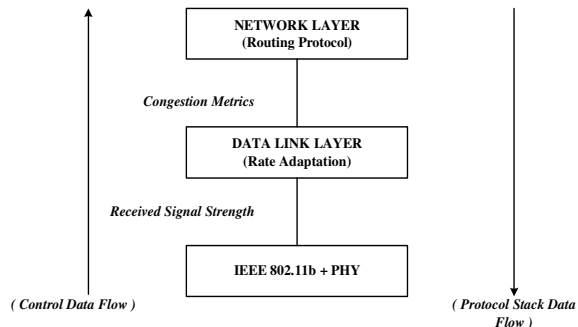 NETWORK LAYER
(Routing Protocol)
Congestion Metrics
DATA LINK LAYER
(Rate Adaptation)
Received Signal Strength
IEEE 802.11b + PHY
( Control Data Flow )
( Protocol Stack Data
Flow )